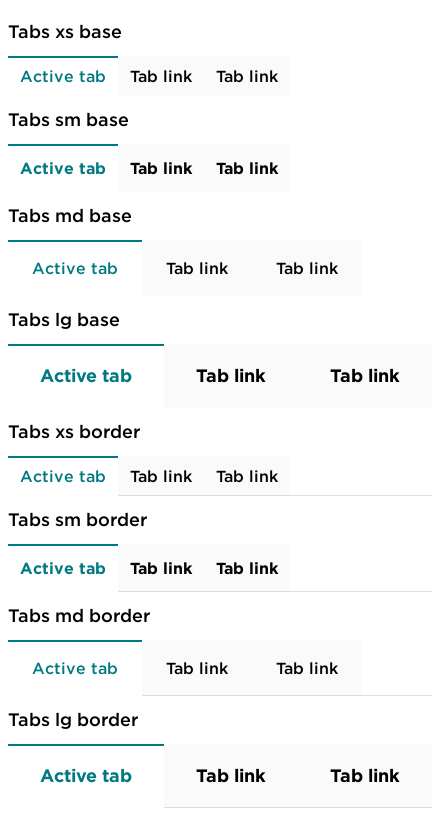 Tabs xs base
Active tab Tab link Tab link
Tabs sm base
Active tab Tab link Tab link
Tabs md base
Active tab Tab link Tab link
Tabs lg base
Active tab Tab link Tab link
Tabs xs border
Active tab Tab link Tab link
Tabs sm border
Active tab Tab link Tab link
Tabs md border
Active tab Tab link Tab link
Tabs lg border
Active tab Tab link Tab link